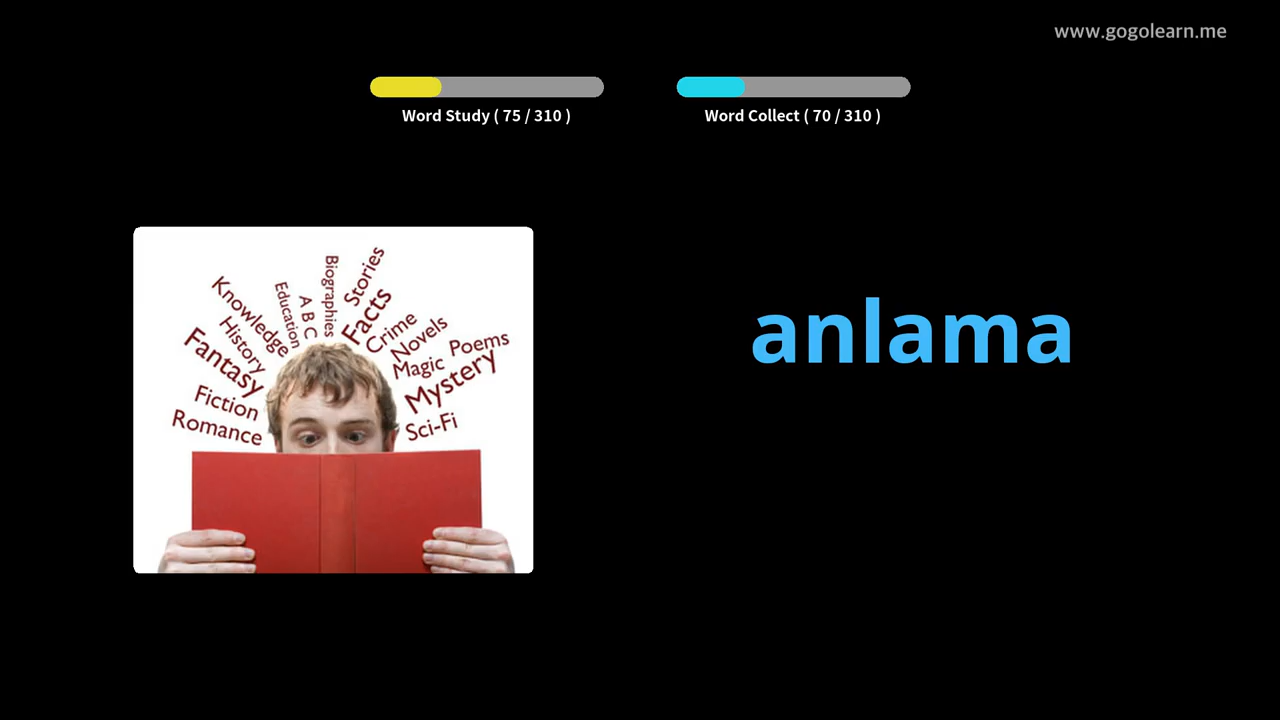 www.gogolearn.me
Word Study ( 75 / 310 )
Word Collect ( 70 / 310 )
Biographies
Stories
Education
A B C
Facts
Knowledge
Crime
History
Novels
Poems
Fantasy
Magic
Mystery
Fiction
Romance
Sci-Fi
anlama